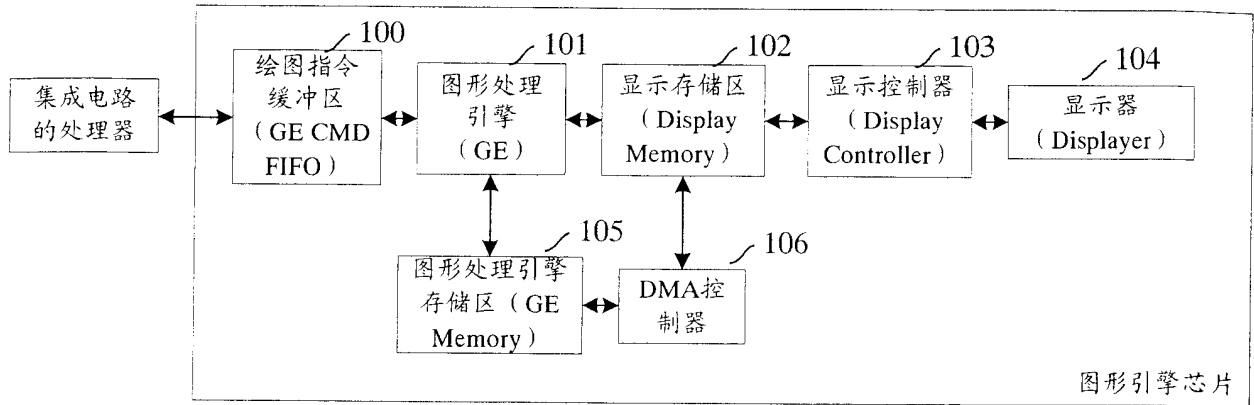 100
101
102
103
104
集成电路
的处理器
绘图指令
缓冲区
（GE CMD
FIFO）
图形处理
引擎
（GE）
显示存储区
（Display
Memory）
显示控制器
（Display
Controller）
显示器
（Displayer）
105
106
图形处理引擎
存储区（GE
Memory）
DMA控
制器
图形引擎芯片